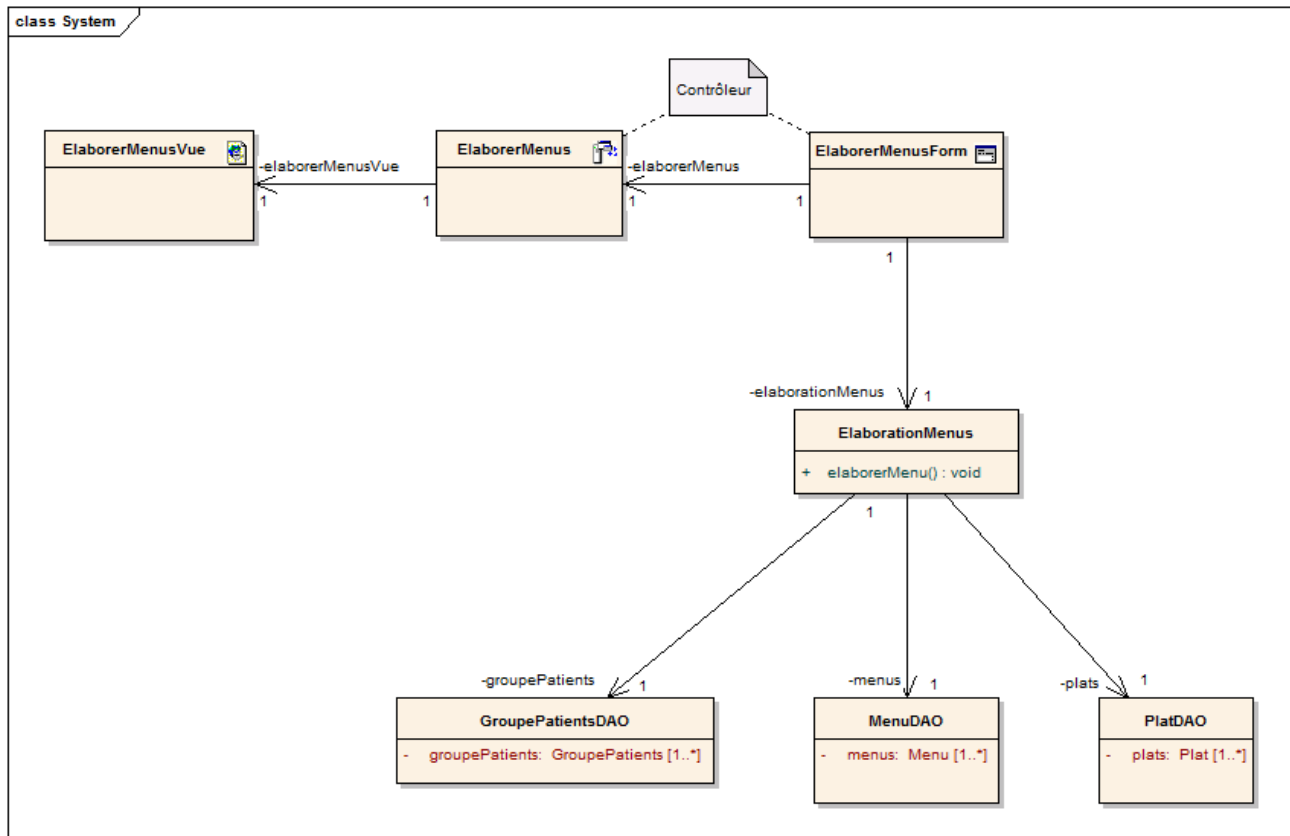 class System
Contrôleur
ElaborerMenusVue
ElaborerMenus
ElaborerMenusForm
-elaborerMenusVue
-elaborerMenus
1
1
1
1
1
-elaborationMenus
1
ElaborationMenus
+ elaborerMenu() : void
1
-groupePatients
1
-menus
1
-plats
1
GroupePatientsDAO
- groupePatients: GroupePatients [1..*]
MenuDAO
- menus: Menu [1..*]
PlatDAO
- plats: Plat [1..*]